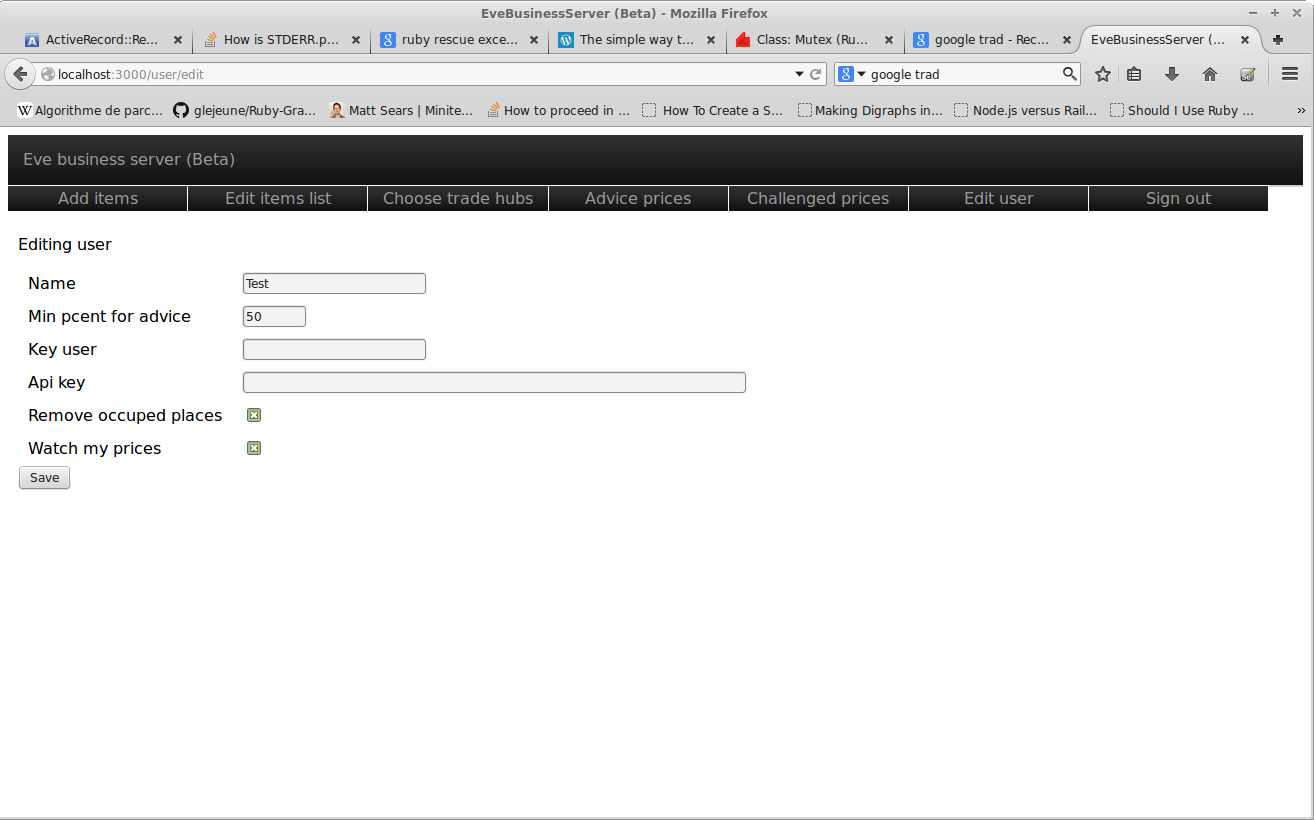 EveBusinessServer (Beta) - Mozilla Firefox
ActiveRecord::Re... How is STDERR.p... ruby rescue exce... The simple way t... Class: Mutex (Ru... google trad - Rec... EveBusinessServer (...
localhost:3000/user/edit google trad
Algorithme de parc... glejeune/Ruby-Gra... Matt Sears | Minite... How to proceed in ... How To Create a S... Making Digraphs in... Node.js versus Rail... Should I Use Ruby ...
Eve business server (Beta)
Add items Edit items list Choose trade hubs Advice prices Challenged prices Edit user Sign out
Editing user
Name Test
Min pcent for advice 50
Key user
Api key
Remove occuped places
Watch my prices
Save